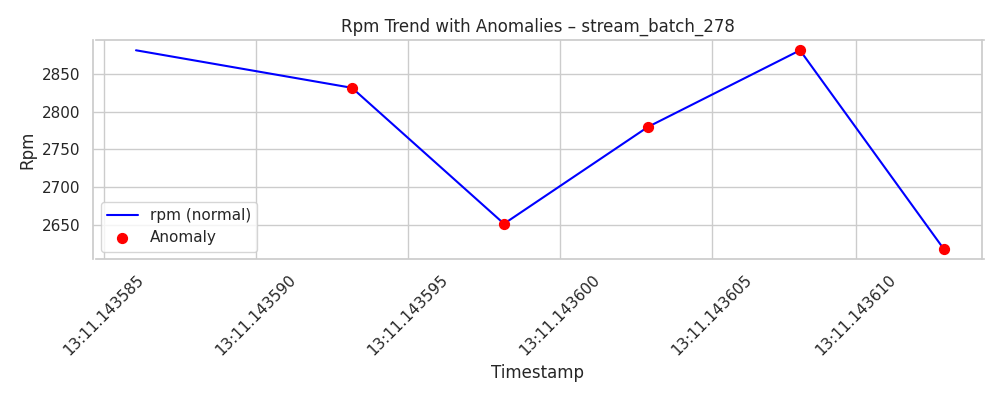 Rpm Trend with Anomalies – stream_batch_278
Rpm
2850
2800
2750
2700
2650
rpm (normal)
Anomaly
13:11.143585
13:11.143590
13:11.143595
13:11.143600
13:11.143605
13:11.143610
Timestamp